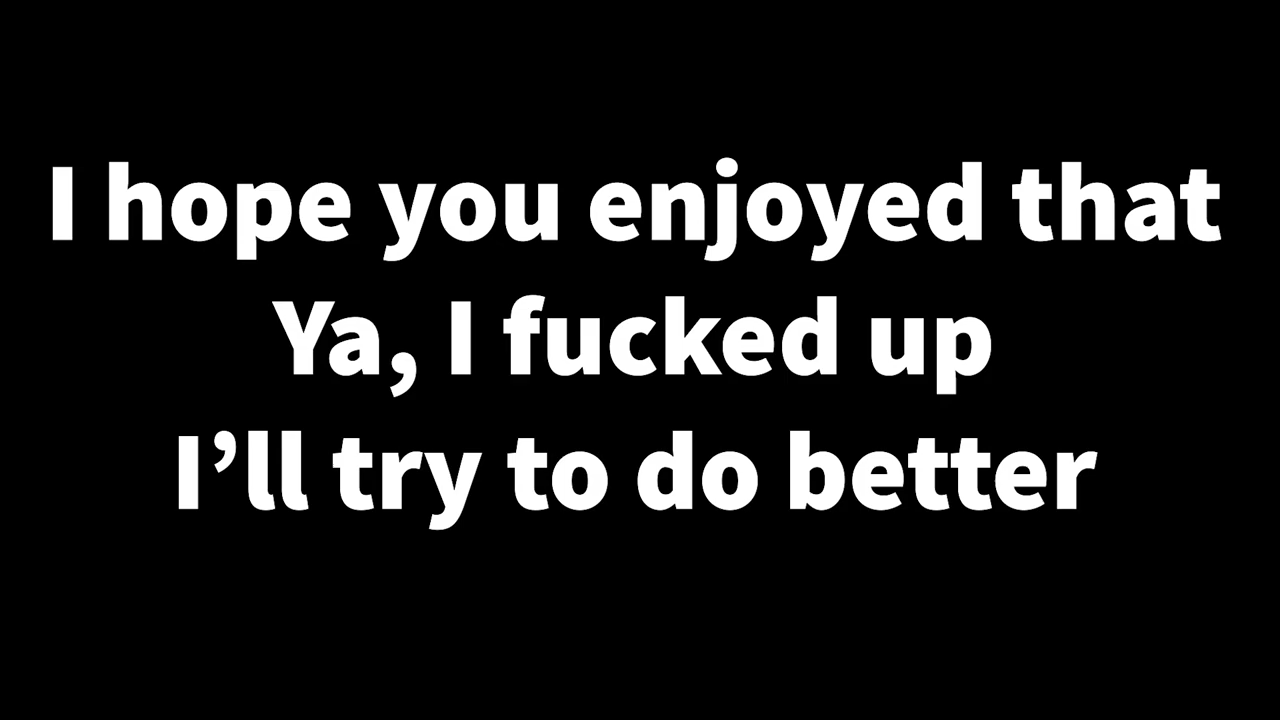 I hope you enjoyed that
Ya, I fucked up
I’ll try to do better